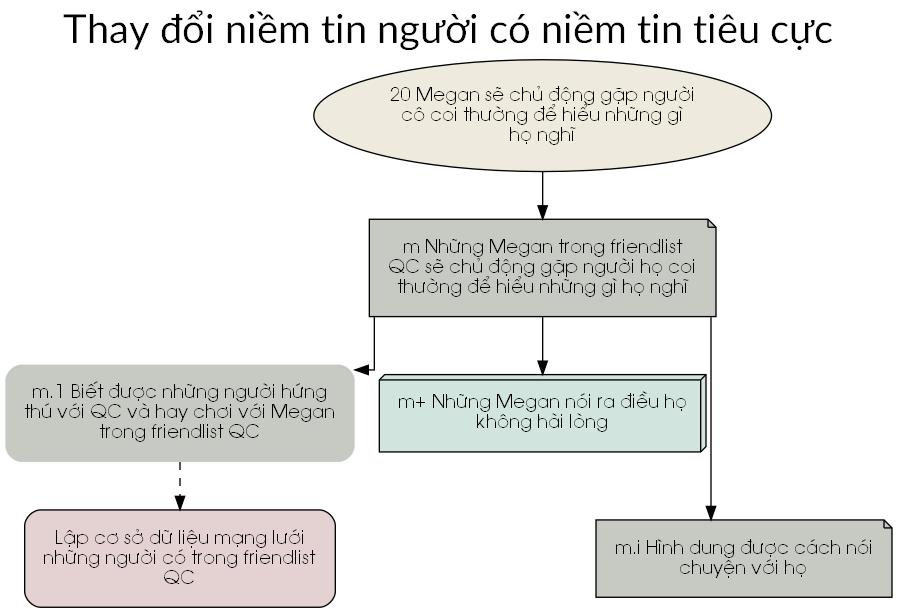 Thay đổi niềm tin người có niềm tin tiêu cực
20 Megan sẽ chủ động gặp người
cô coi thường để hiểu những gì
họ nghĩ
m Những Megan trong friendlist
QC sẽ chủ động gặp người họ coi
thường để hiểu những gì họ nghĩ
m.1 Biết được những người hứng
thú với QC và hay chơi với Megan
trong friendlist QC
m+ Những Megan nói ra điều họ
không hài lòng
Lập cơ sở dữ liệu mạng lưới
những người có trong friendlist
QC
m.i Hình dung được cách nói
chuyện với họ